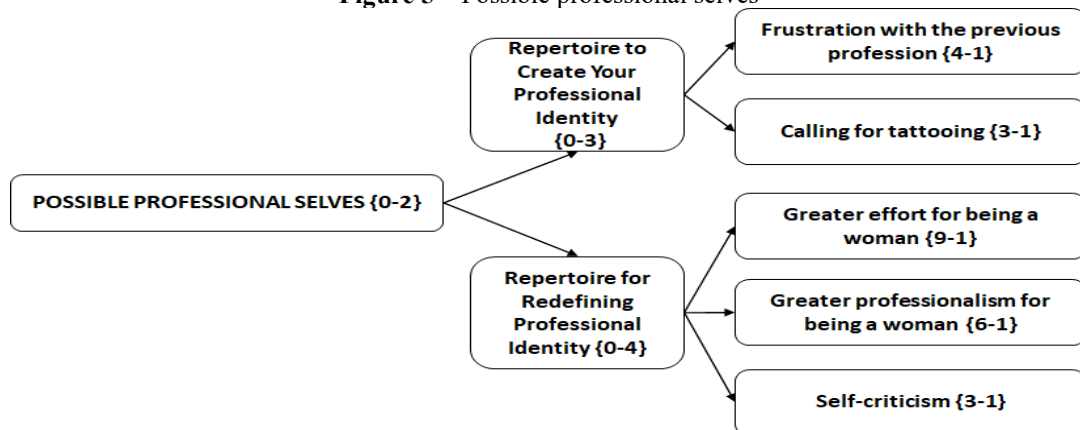 Figure 3 – Possible professional selves
Repertoire to
Create Your
Professional
Identity
{0-3}
Frustration with the previous
profession {4-1}
Calling for tattooing {3-1}
POSSIBLE PROFESSIONAL SELVES {0-2}
Repertoire for
Redefining
Professional
Identity {0-4}
Greater effort for being a
woman {9-1}
Greater professionalism for
being a woman {6-1}
Self-criticism {3-1}